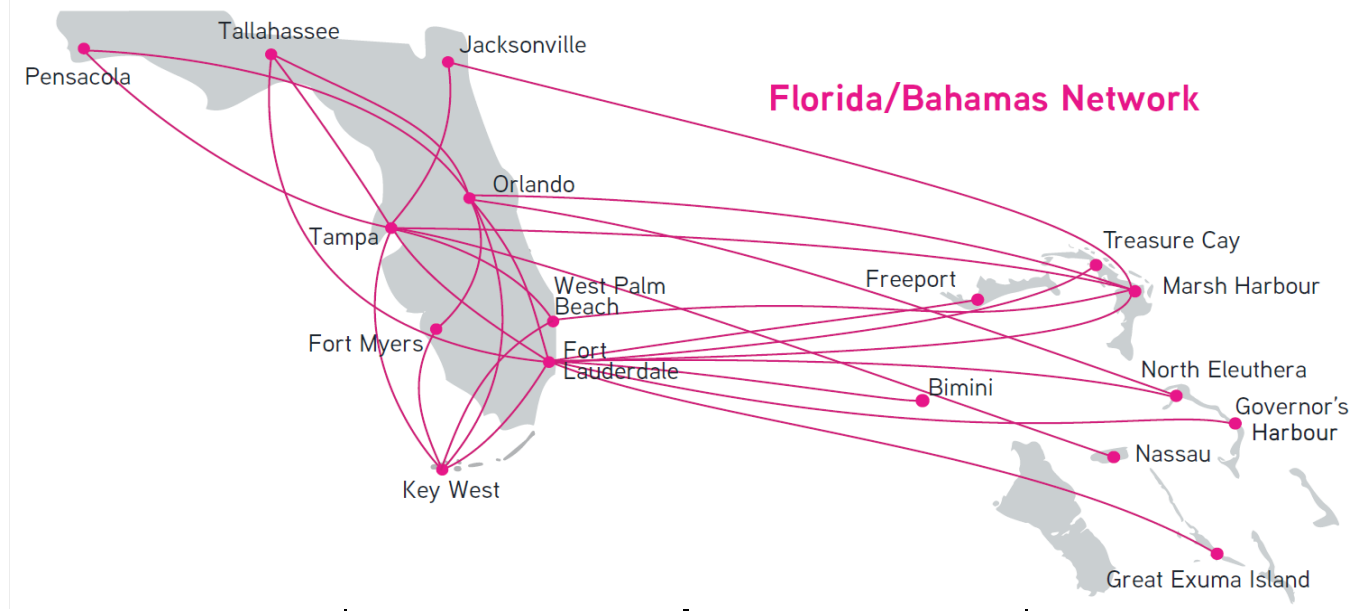 Tallahassee
Jacksonville
Pensacola
Florida/Bahamas Network
Orlando
Tampa
Treasure Cay
Freeport
West Palm
Beach
Marsh Harbour
Fort Myers
Fort
Lauderdale
North Eleuthera
Bimini
Governor's
Harbour
Nassau
Key West
Great Exuma Island